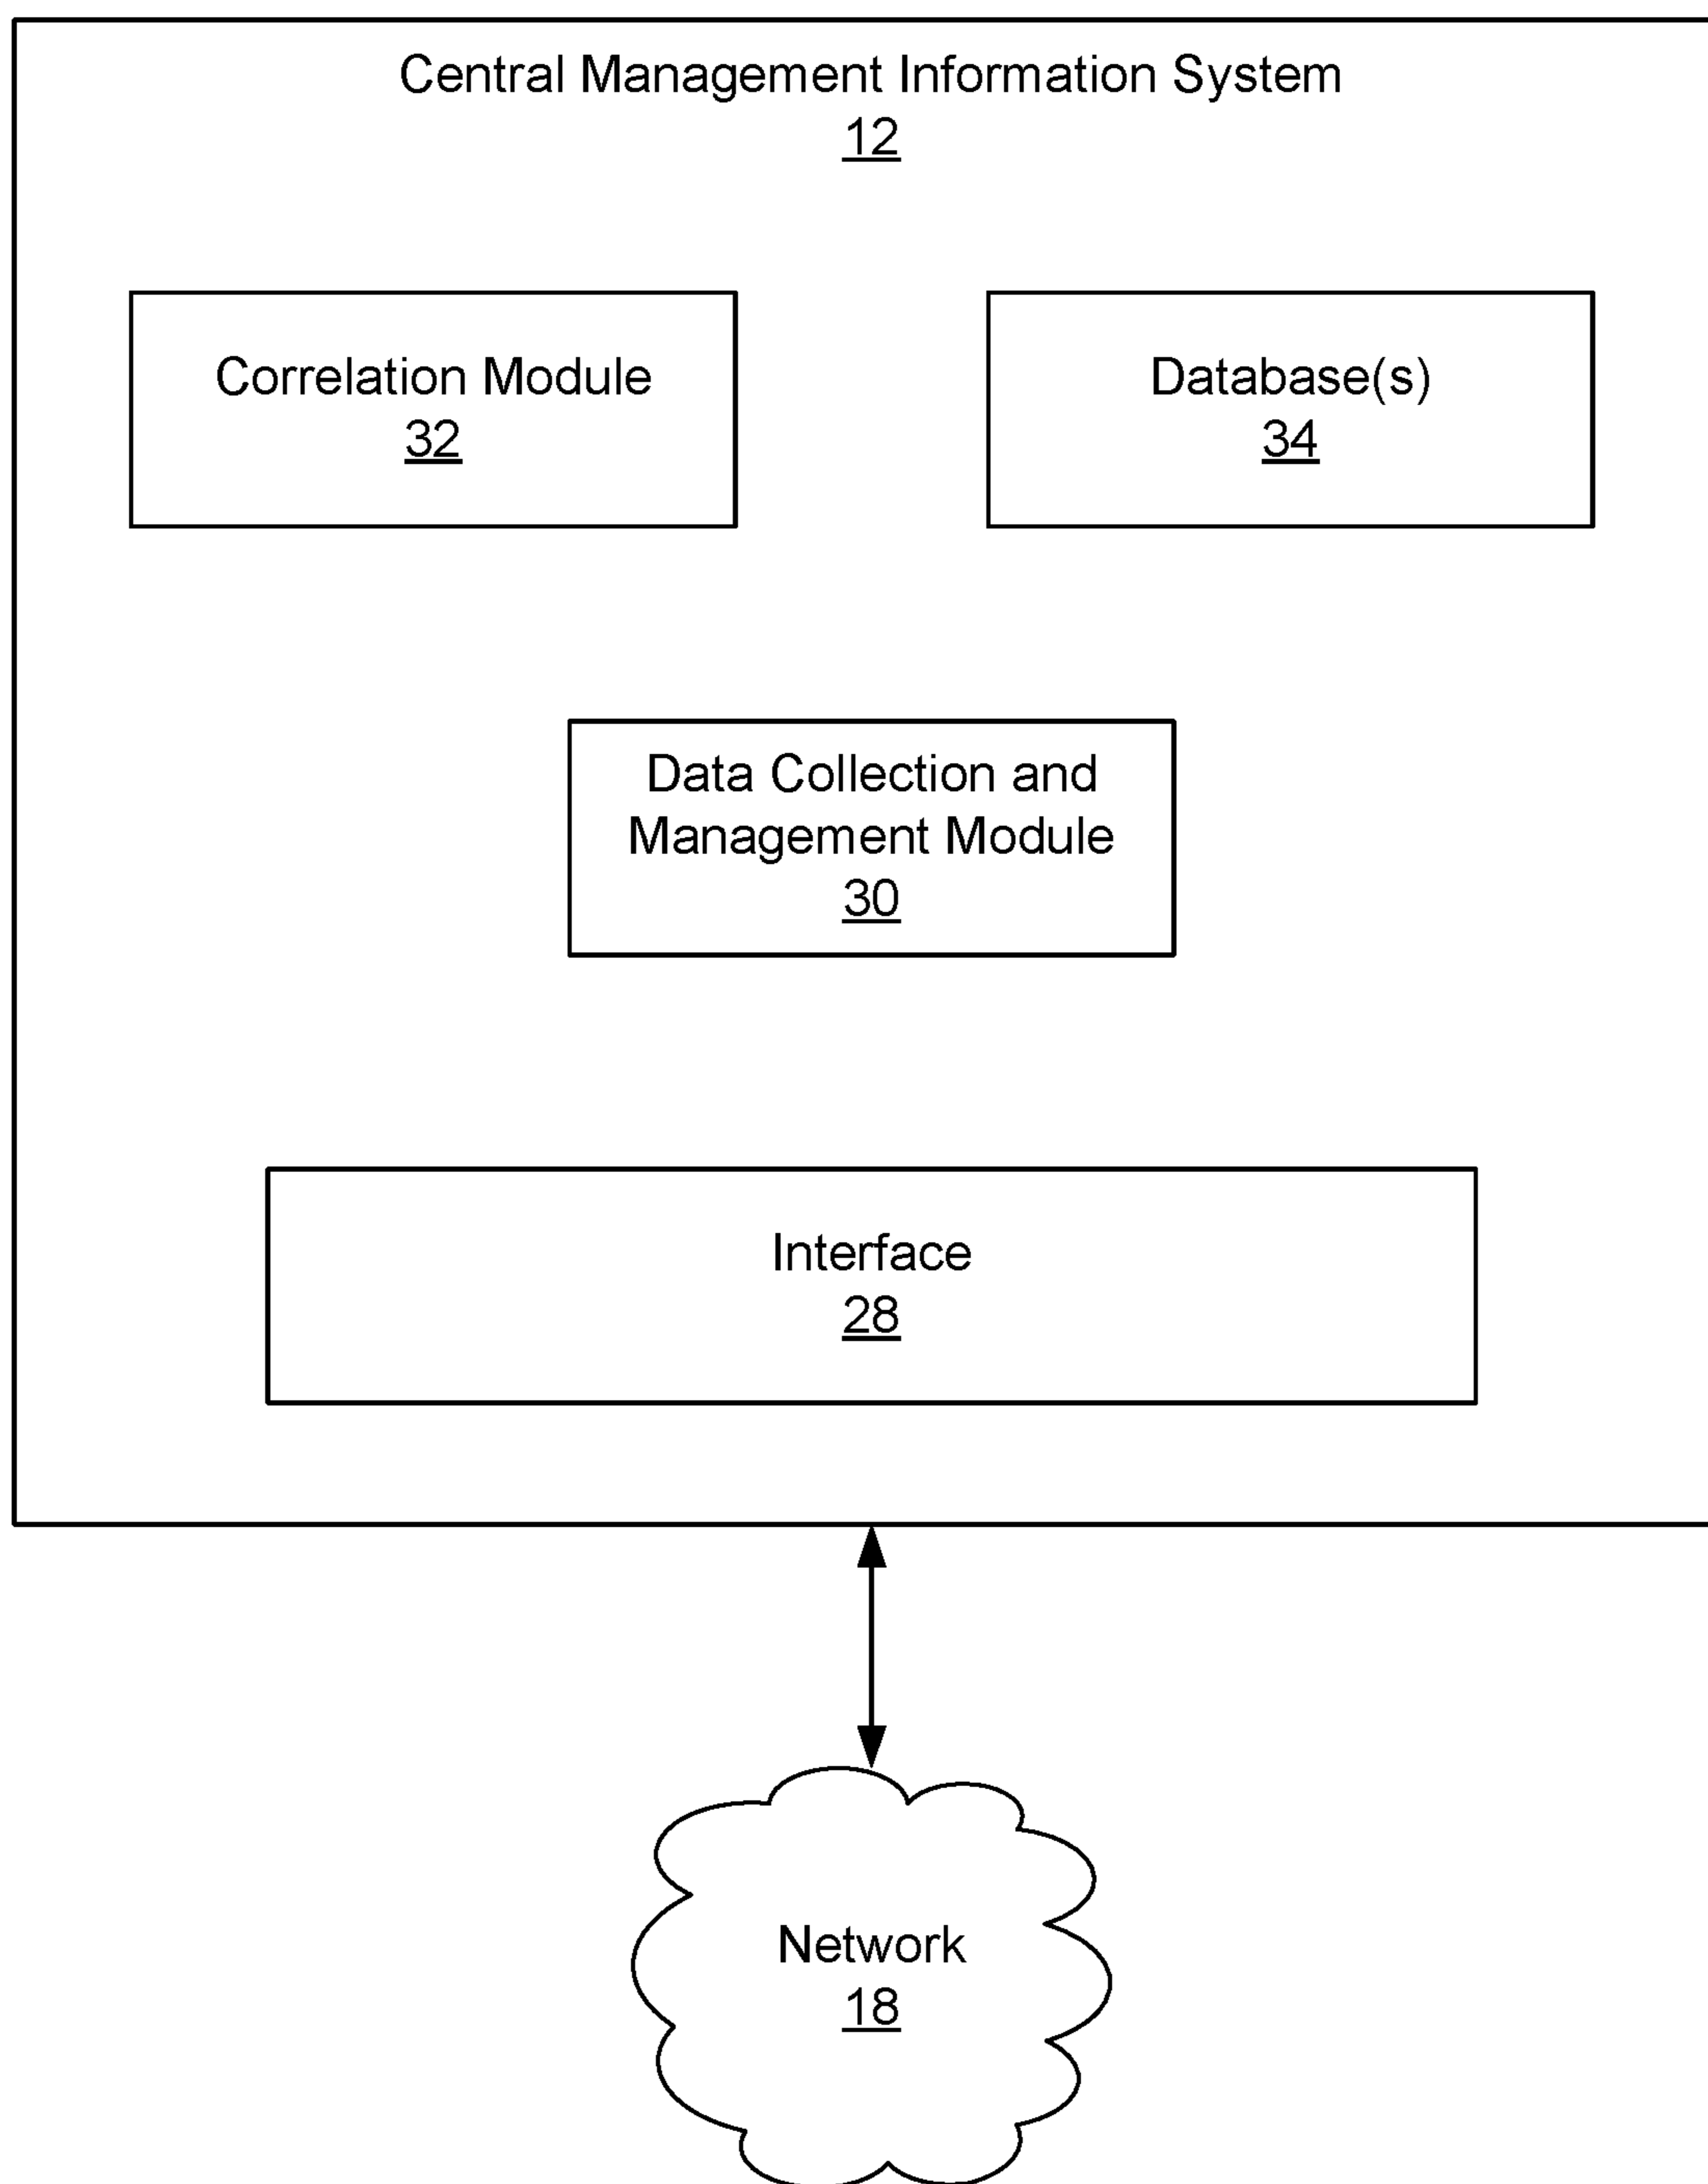 Central Management Information System
12
Correlation Module
32
Database(s)
34
Data Collection and
Management Module
30
Interface
28
Network
18